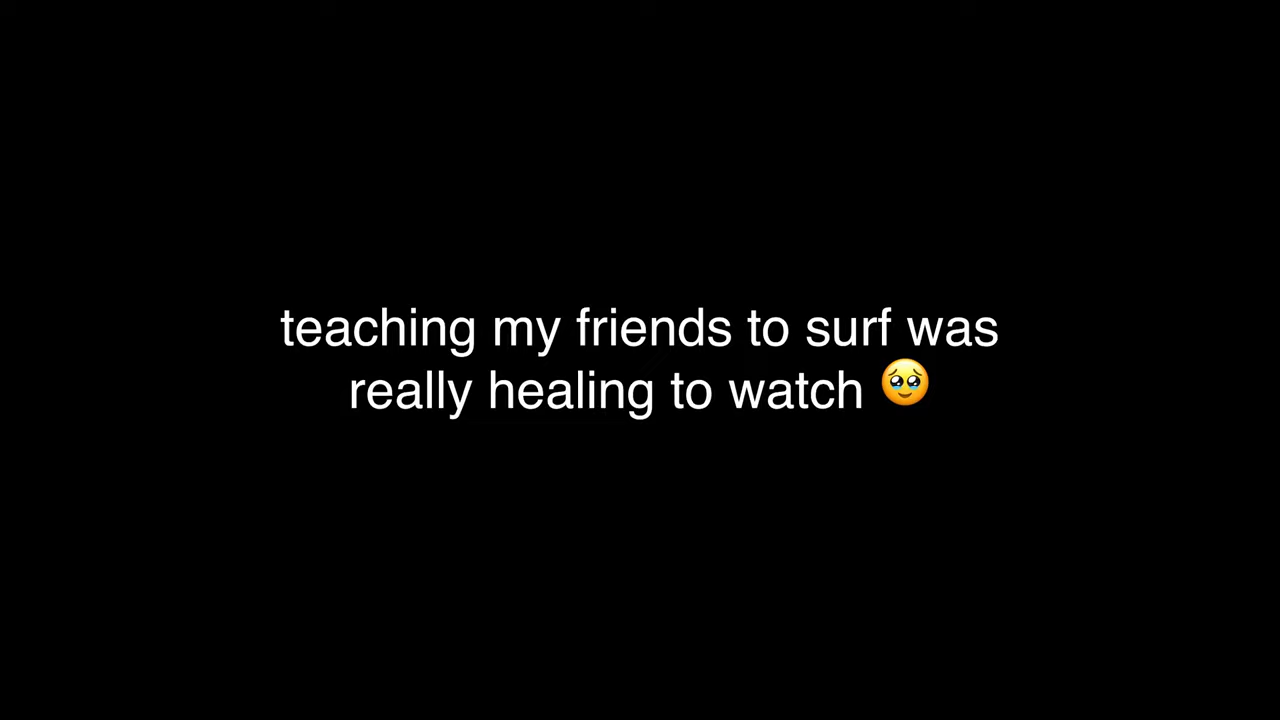 teaching my friends to surf was
really healing to watch 🥹